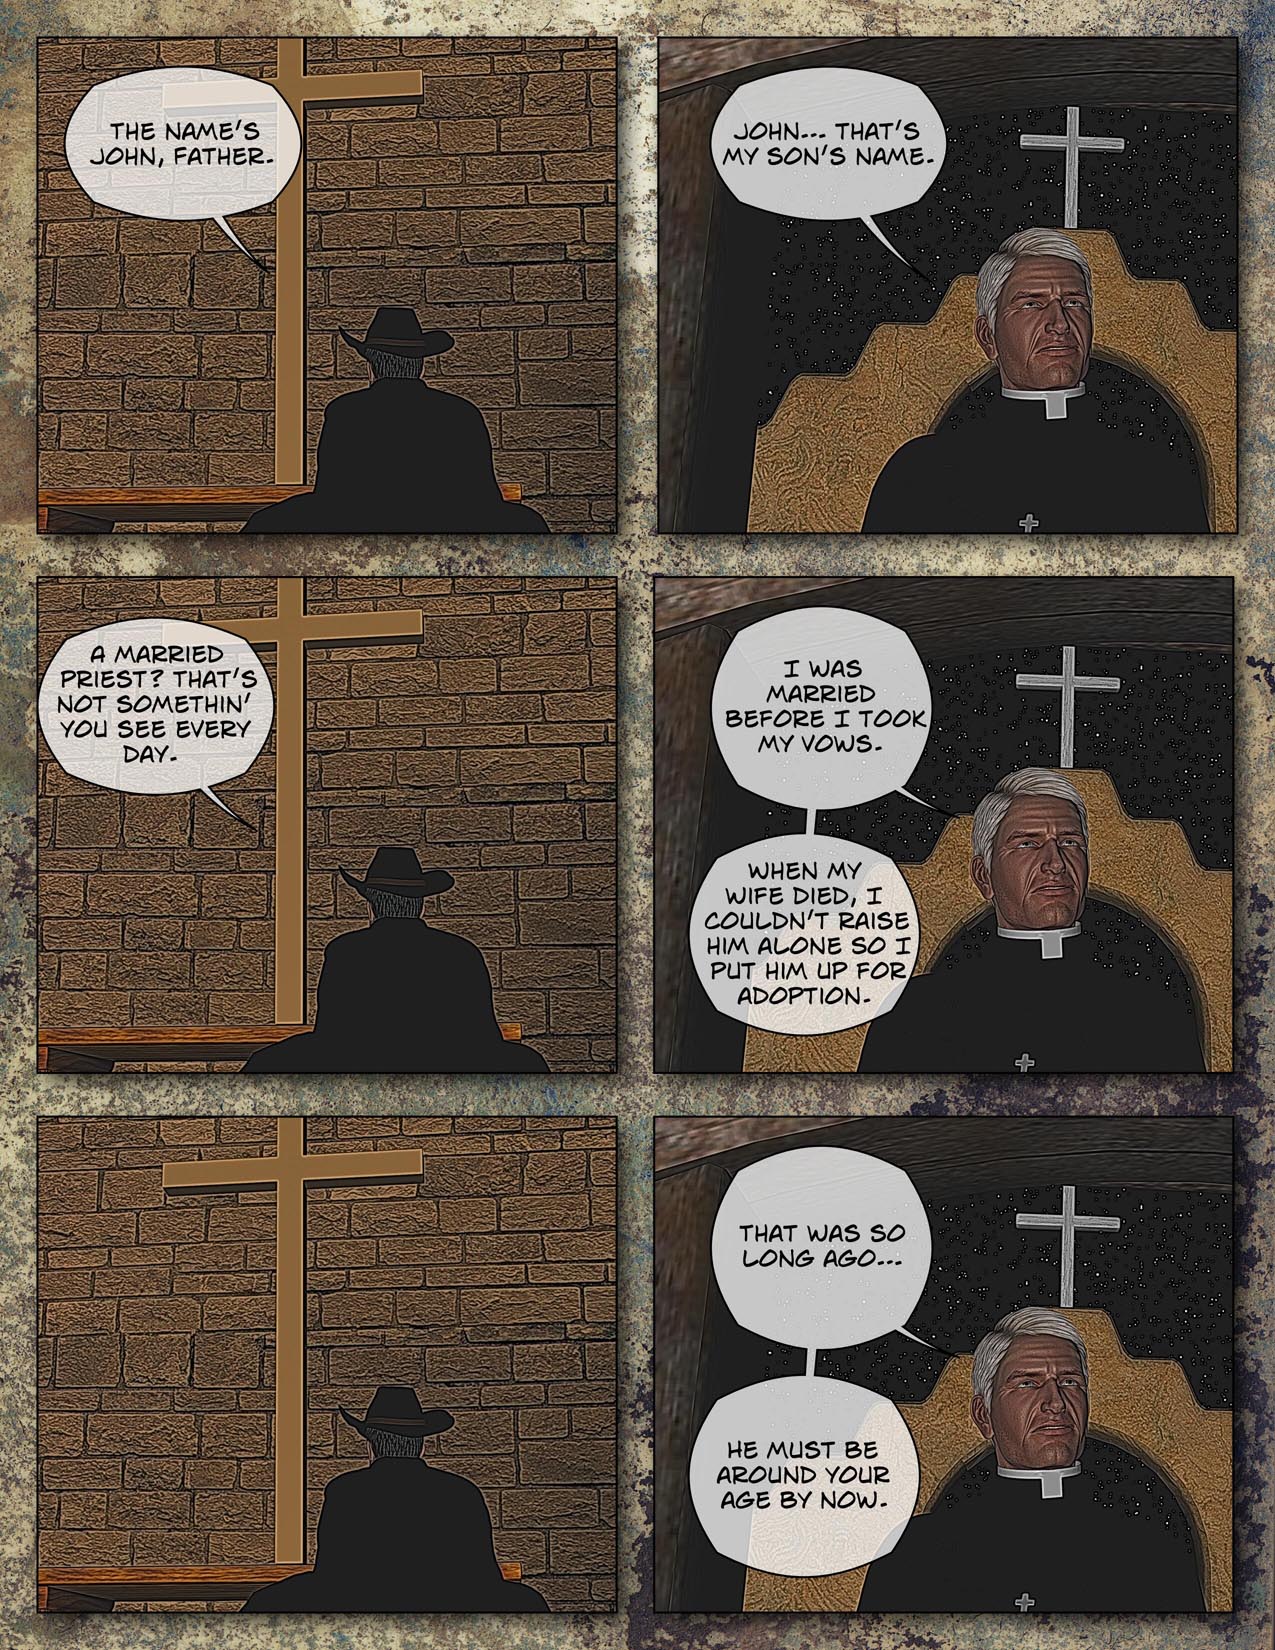 THE NAME'S
JOHN, FATHER.
JOHN... THAT'S
MY SON'S NAME.
A MARRIED
PRIEST? THAT'S
NOT SOMETHIN'
YOU SEE EVERY
DAY.
I WAS
MARRIED
BEFORE I TOOK
MY VOWS.
WHEN MY
WIFE DIED, I
COULDN'T RAISE
HIM ALONE SO I
PUT HIM UP FOR
ADOPTION.
THAT WAS SO
LONG AGO...
HE MUST BE
AROUND YOUR
AGE BY NOW.